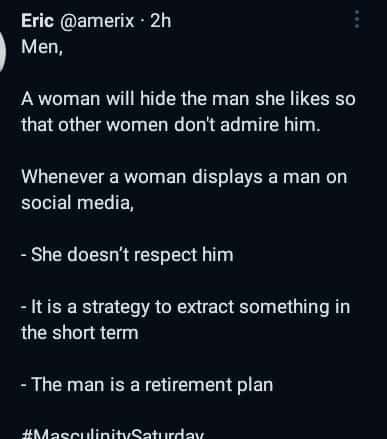 Eric @amerix · 2h
Men,
A woman will hide the man she likes so
that other women don't admire him.
Whenever a woman displays a man on
social media,
- She doesn’t respect him
- It is a strategy to extract something in
the short term
- The man is a retirement plan
#MasculinitySaturday